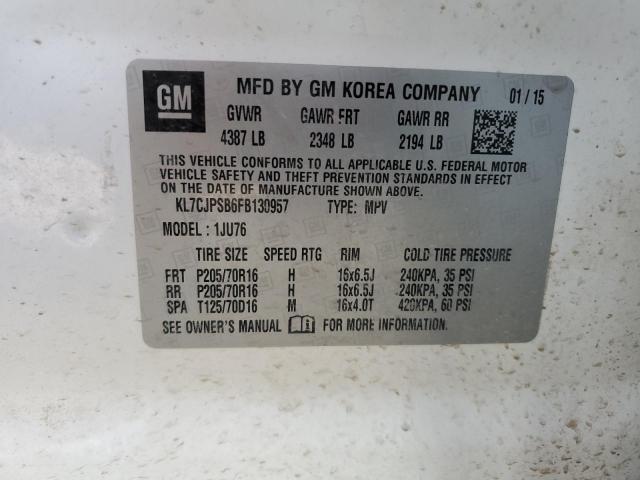 GM MFD BY GM KOREA COMPANY 01 / 15
GVWR GAWR FRT GAWR RR
4387 LB 2348 LB 2194 LB
THIS VEHICLE CONFORMS TO ALL APPLICABLE U.S. FEDERAL MOTOR
VEHICLE SAFETY AND THEFT PREVENTION STANDARDS IN EFFECT
ON THE DATE OF MANUFACTURE SHOWN ABOVE.
KL7CJPSB6FB130957 TYPE: MPV
MODEL : 1JU76
TIRE SIZE SPEED RTG RIM COLD TIRE PRESSURE
FRT P205/70R16 H 16x6.5J 240KPA, 35 PSI
RR P205/70R16 H 16x6.5J 240KPA, 35 PSI
SPA T125/70D16 M 16x4.0T 420KPA, 60 PSI
SEE OWNER'S MANUAL FOR MORE INFORMATION.